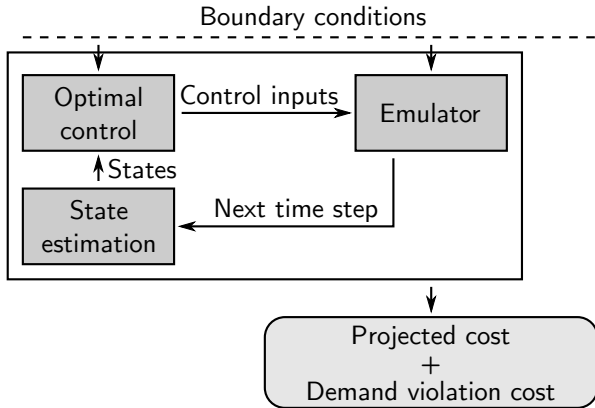 Boundary conditions
Optimal
control
Control inputs
Emulator
States
State
estimation
Next time step
Projected cost
+
Demand violation cost